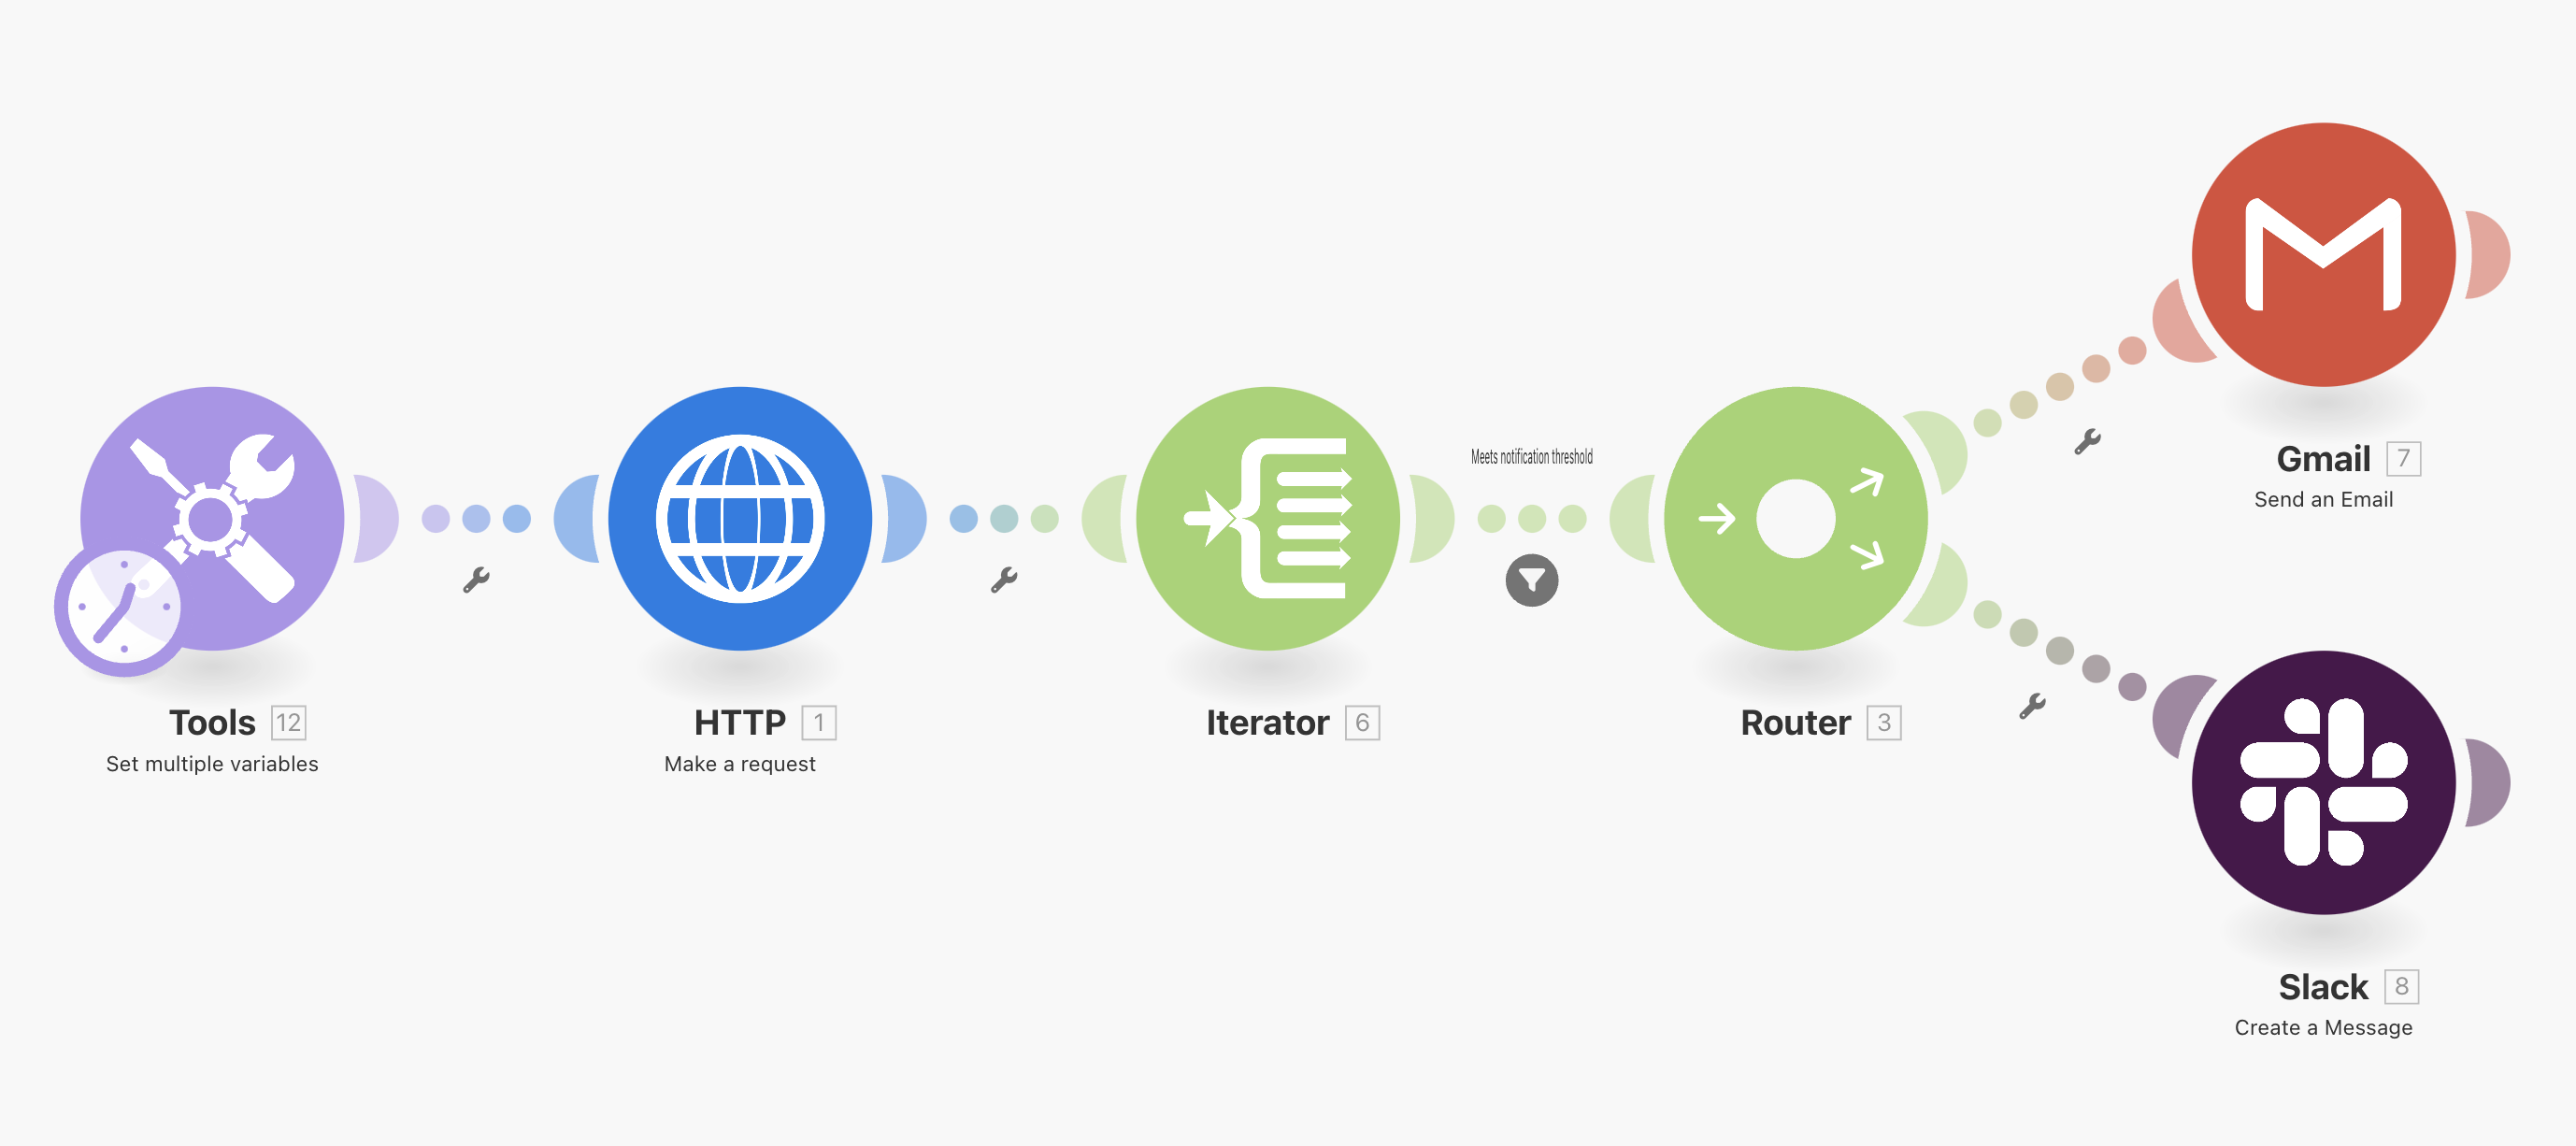 Meets notification threshold
Gmail 7
Send an Email
Tools 12
Set multiple variables
HTTP 1
Make a request
Iterator 6
Router 3
Slack 8
Create a Message